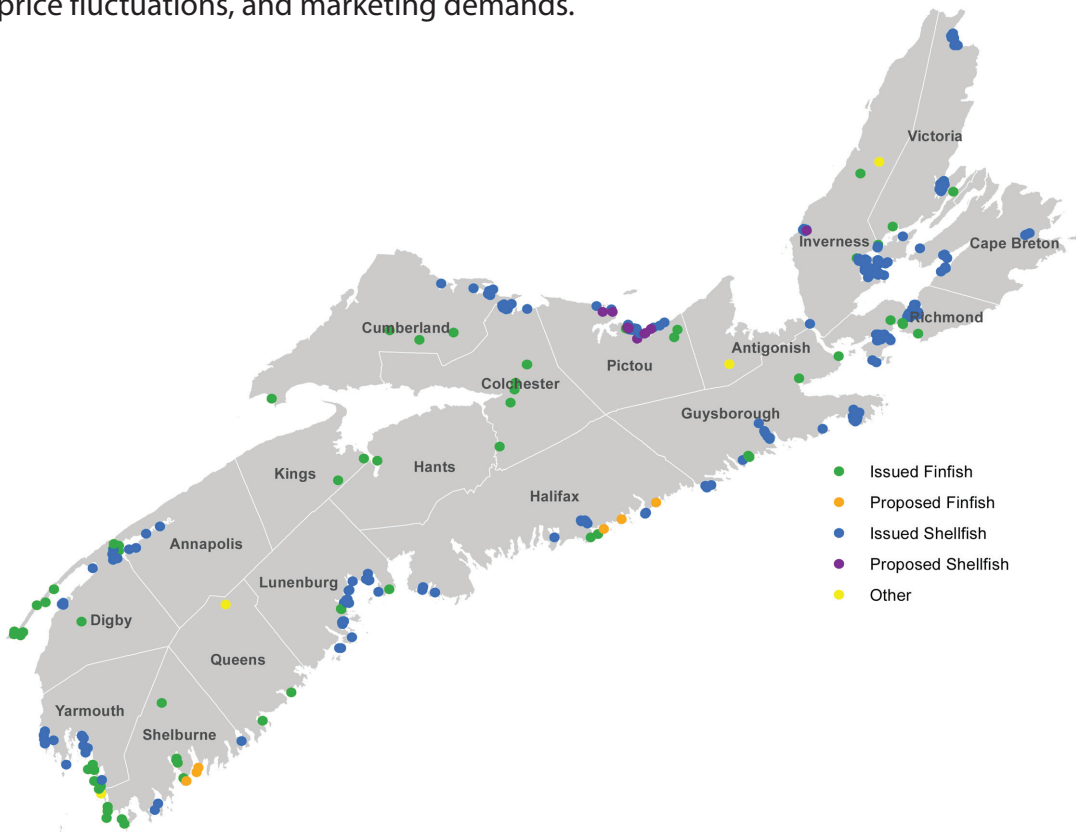 price fluctuations, and marketing demands.
Victoria
Inverness
Cape Breton
Richmond
Cumberland
Antigonish
Pictou
Colchester
Guysborough
Kings
Hants
Halifax
Annapolis
Lunenburg
Digby
Queens
Yarmouth
Shelburne
Issued Finfish
Proposed Finfish
Issued Shellfish
Proposed Shellfish
Other